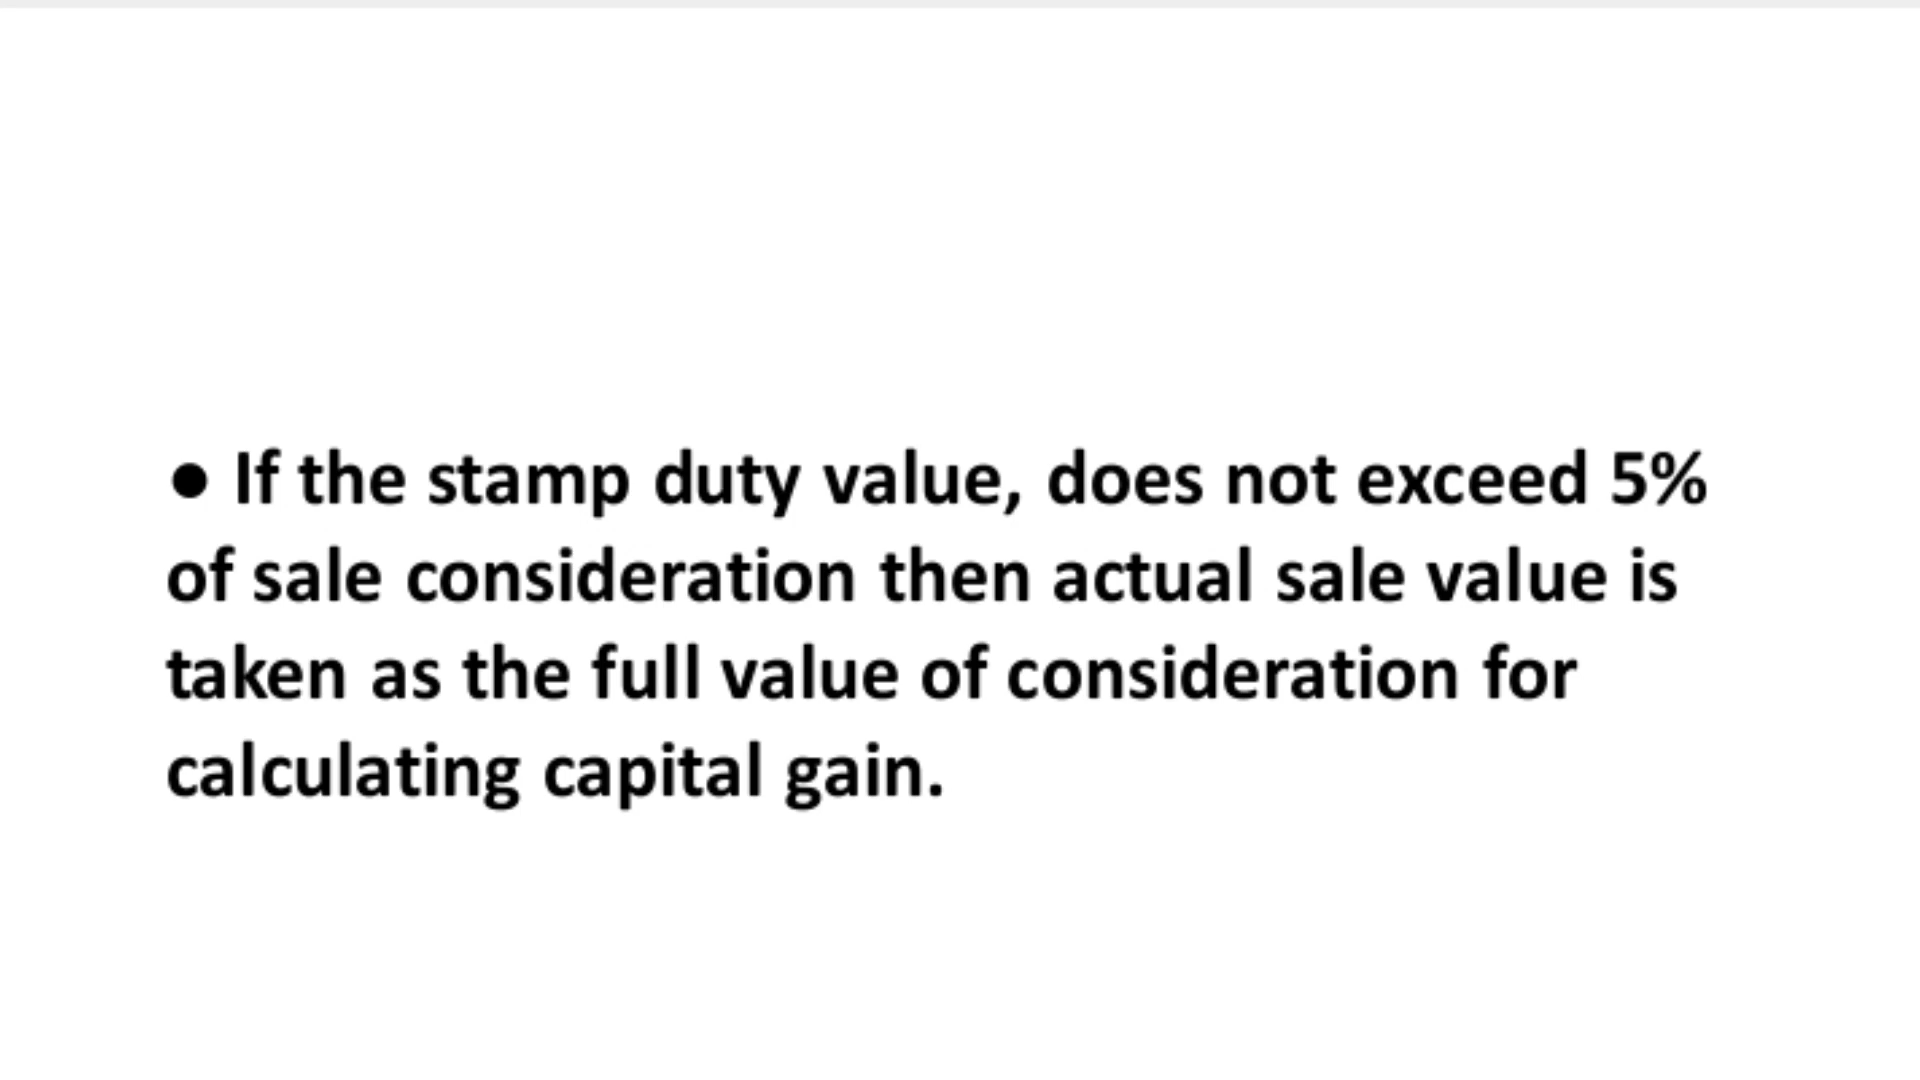 ● If the stamp duty value, does not exceed 5%
of sale consideration then actual sale value is
taken as the full value of consideration for
calculating capital gain.